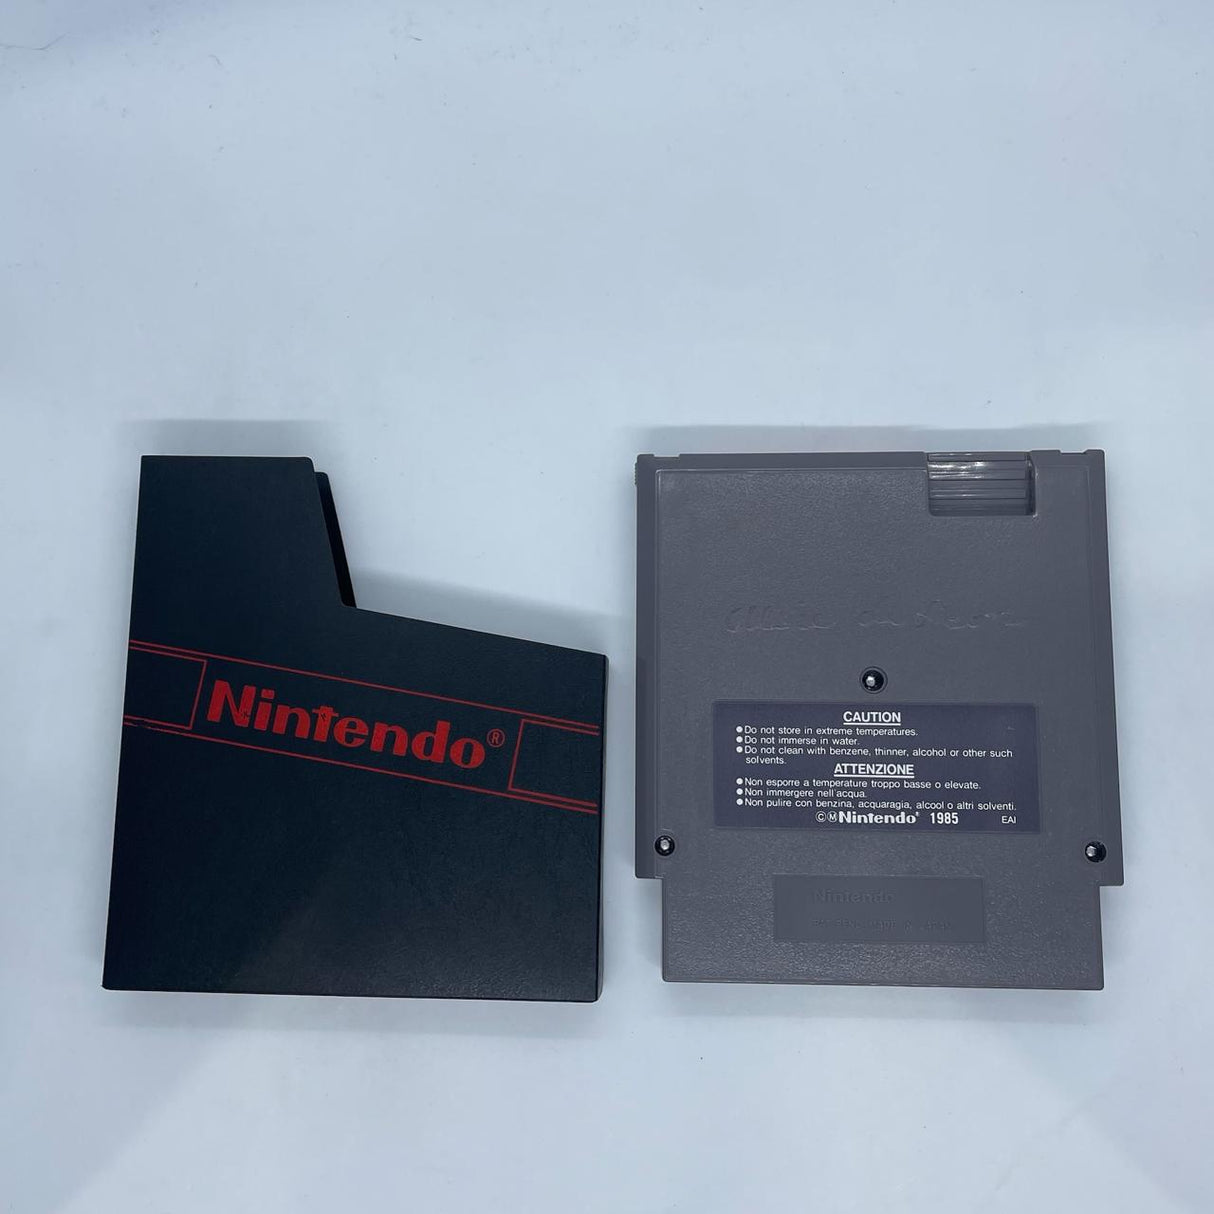 Nintendo®
CAUTION
●Do not store in extreme temperatures.
●Do not immerse in water.
●Do not clean with benzene, thinner, alcohol or other such
solvents.
ATTENZIONE
●Non esporre a temperature troppo basse o elevate.
●Non immergere nell'acqua.
●Non pulire con benzina, acquaragia, alcool o altri solventi.
ⒸⓂNintendo® 1985 EAI
Nintendo